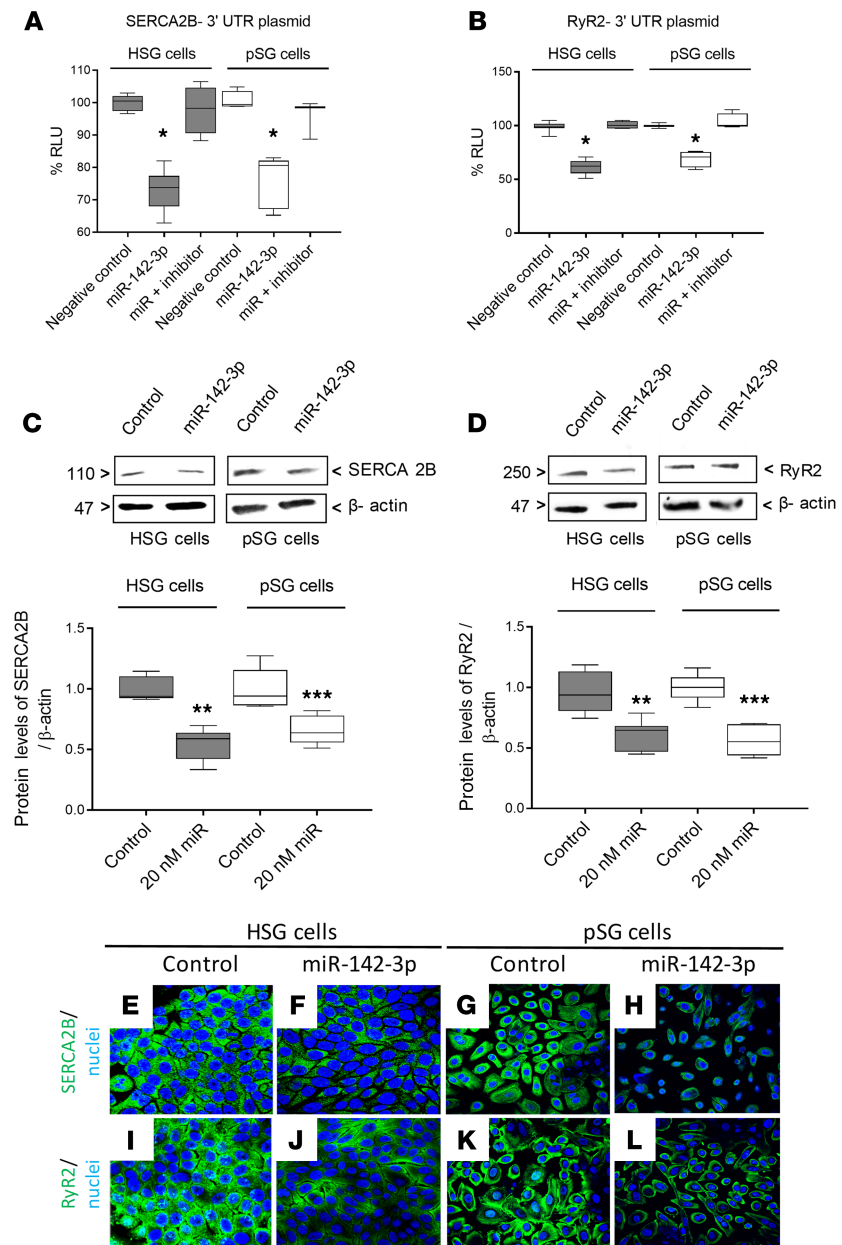 A
SERCA2B- 3' UTR plasmid
HSG cells
pSG cells
% RLU
110
100
90
80
70
60
*
*
Negative control
miR-142-3p
miR + inhibitor
Negative control
miR-142-3p
miR + inhibitor
B
RyR2- 3' UTR plasmid
HSG cells
pSG cells
% RLU
150
100
50
0
*
*
Negative control
miR-142-3p
miR + inhibitor
Negative control
miR-142-3p
miR + inhibitor
C
Control
miR-142-3p
Control
miR-142-3p
110 >
< SERCA 2B
47 >
< β- actin
HSG cells
pSG cells
HSG cells
pSG cells
Protein levels of SERCA2B
/ β-actin
1.5
1.0
0.5
0.0
**
***
Control
20 nM miR
Control
20 nM miR
D
Control
miR-142-3p
Control
miR-142-3p
250 >
< RyR2
47 >
< β- actin
HSG cells
pSG cells
HSG cells
pSG cells
Protein levels of RyR2 /
β-actin
1.5
1.0
0.5
0.0
**
***
Control
20 nM miR
Control
20 nM miR
HSG cells
pSG cells
Control
miR-142-3p
Control
miR-142-3p
SERCA2B/
nuclei
E
F
G
H
RyR2/
nuclei
I
J
K
L